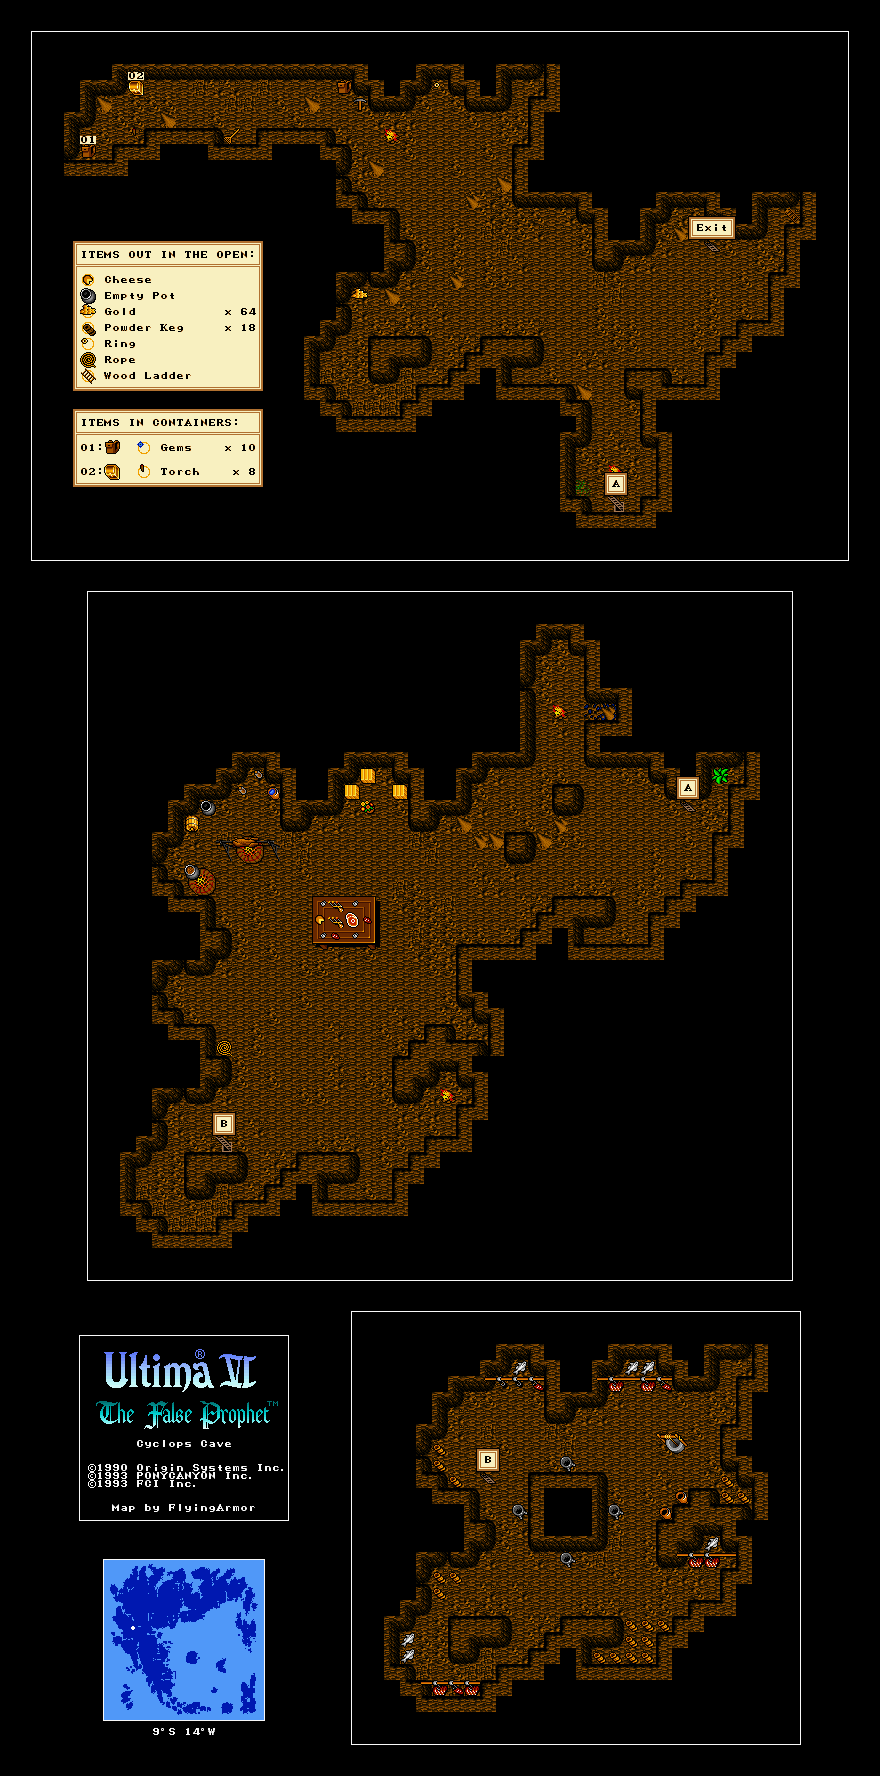 02
01
Exit
ITEMS OUT IN THE OPEN:
Cheese
Empty Pot
Gold x 64
Powder Keg x 18
Ring
Rope
Wood Ladder
ITEMS IN CONTAINERS:
01: Gems x 10
02: Torch x 8
A
A
B
Ultima® VI
The False Prophet™
Cyclops Cave
©1990 Origin Systems Inc.
©1993 PONYCANYON Inc.
©1993 FCI Inc.
Map by FlyingArmor
B
9°S 14°W